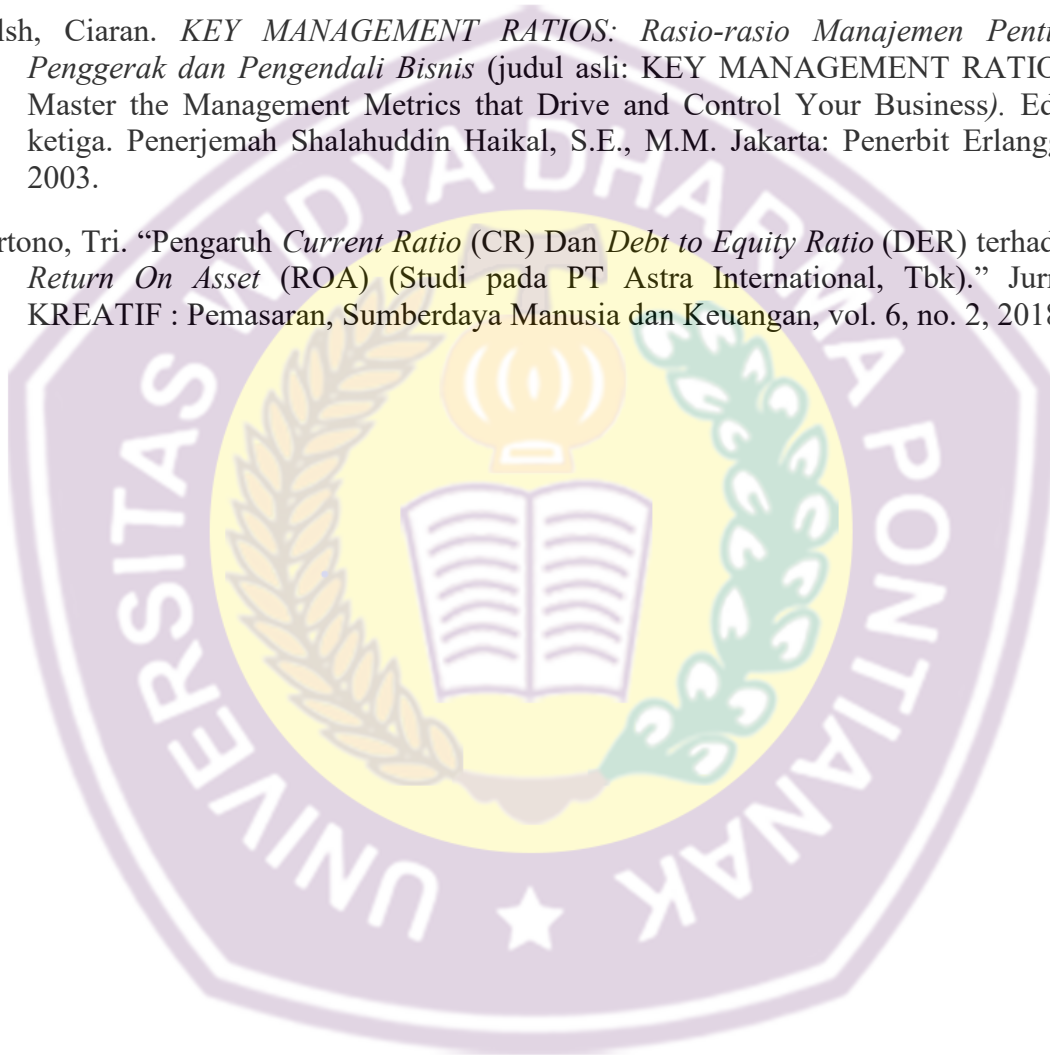 lsh, Ciaran. KEY MANAGEMENT RATIOS: Rasio-rasio Manajemen Penti
Penggerak dan Pengendali Bisnis (judul asli: KEY MANAGEMENT RATIO
Master the Management Metrics that Drive and Control Your Business). Ed
ketiga. Penerjemah Shalahuddin Haikal, S.E., M.M. Jakarta: Penerbit Erlangg
2003.
rtono, Tri. “Pengaruh Current Ratio (CR) Dan Debt to Equity Ratio (DER) terhad
Return On Asset (ROA) (Studi pada PT Astra International, Tbk).” Jurn
KREATIF : Pemasaran, Sumberdaya Manusia dan Keuangan, vol. 6, no. 2, 2018
UNIVERSITAS WIDYA DHARMA PONTIANAK